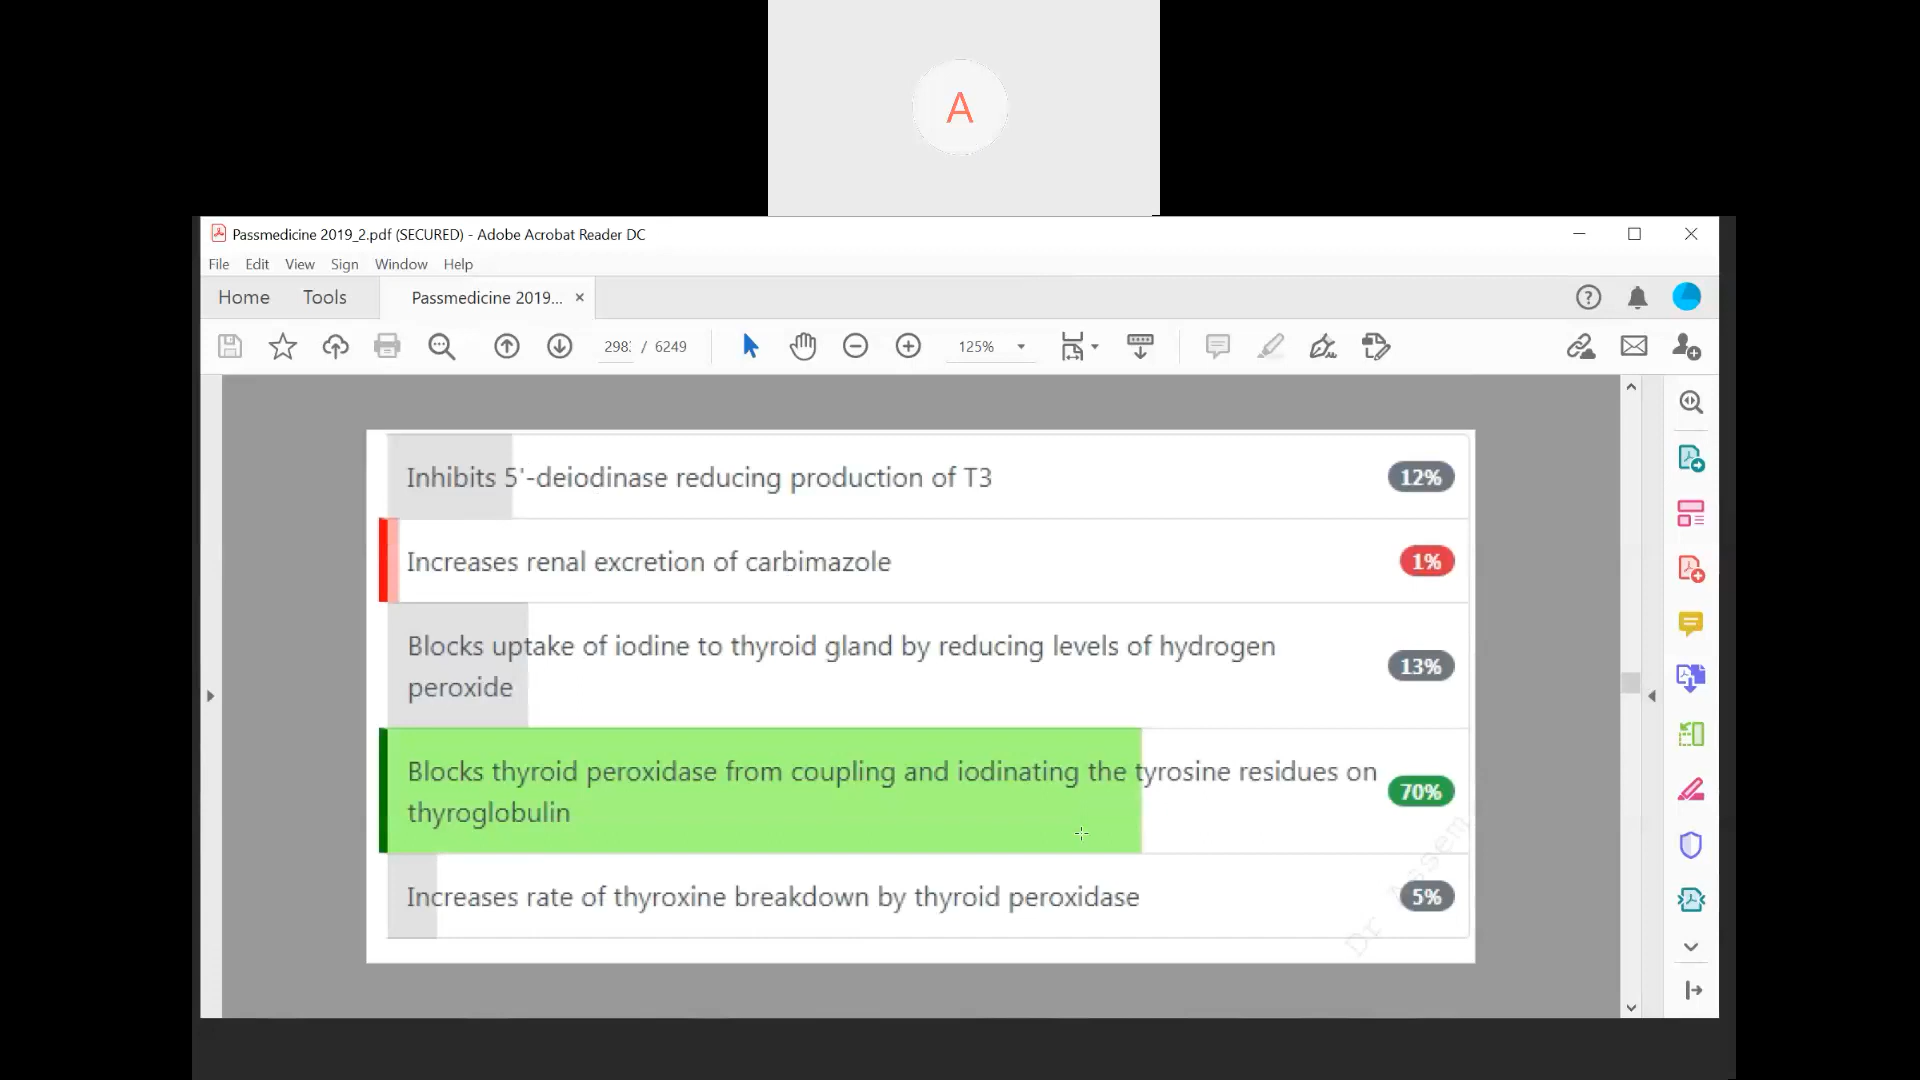 A
Passmedicine 2019_2.pdf (SECURED) - Adobe Acrobat Reader DC
File Edit View Sign Window Help
Home Tools Passmedicine 2019... ×
298 / 6249 125%
Inhibits 5'-deiodinase reducing production of T3 12%
Increases renal excretion of carbimazole 1%
Blocks uptake of iodine to thyroid gland by reducing levels of hydrogen
peroxide 13%
Blocks thyroid peroxidase from coupling and iodinating the tyrosine residues on
thyroglobulin 70%
Increases rate of thyroxine breakdown by thyroid peroxidase 5%
Dr Assem